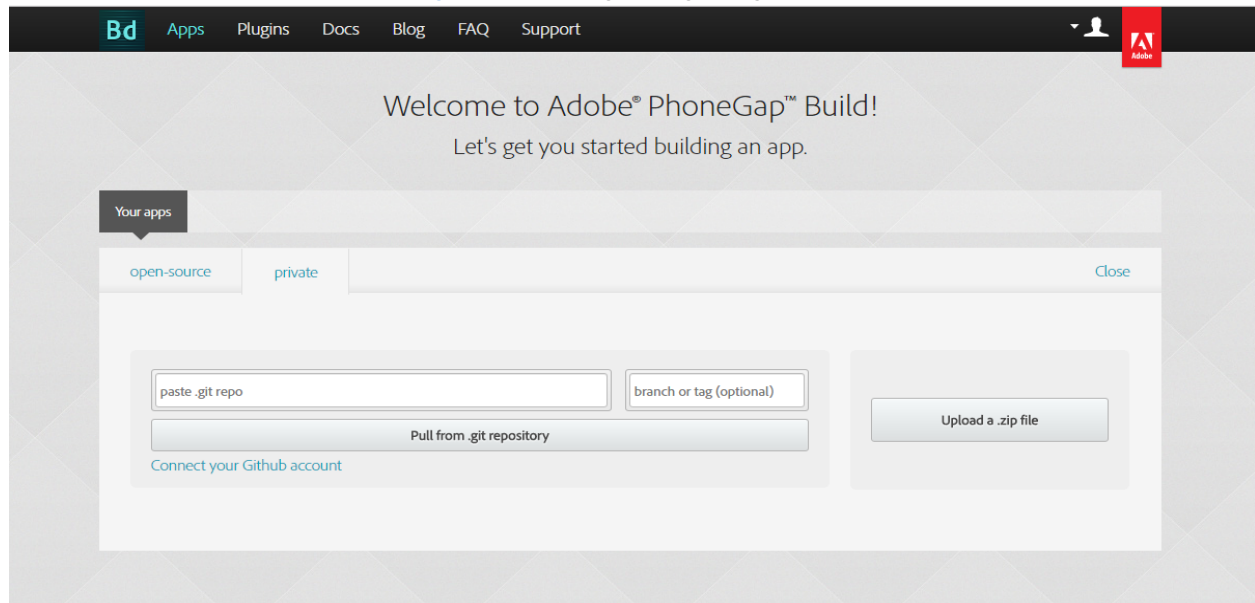 Bd Apps Plugins Docs Blog FAQ Support
Adobe
Welcome to Adobe® PhoneGap™ Build!
Let's get you started building an app.
Your apps
open-source private Close
paste .git repo branch or tag (optional)
Upload a .zip file
Pull from .git repository
Connect your Github account